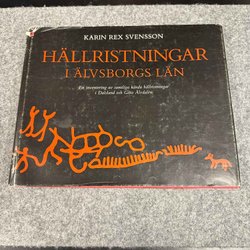 KARIN REX SVENSSON
HÄLLRISTNINGAR
I ÄLVSBORGS LÄN
En inventering av samtliga kända hällristningar
i Dalsland och Göta Älvdalen